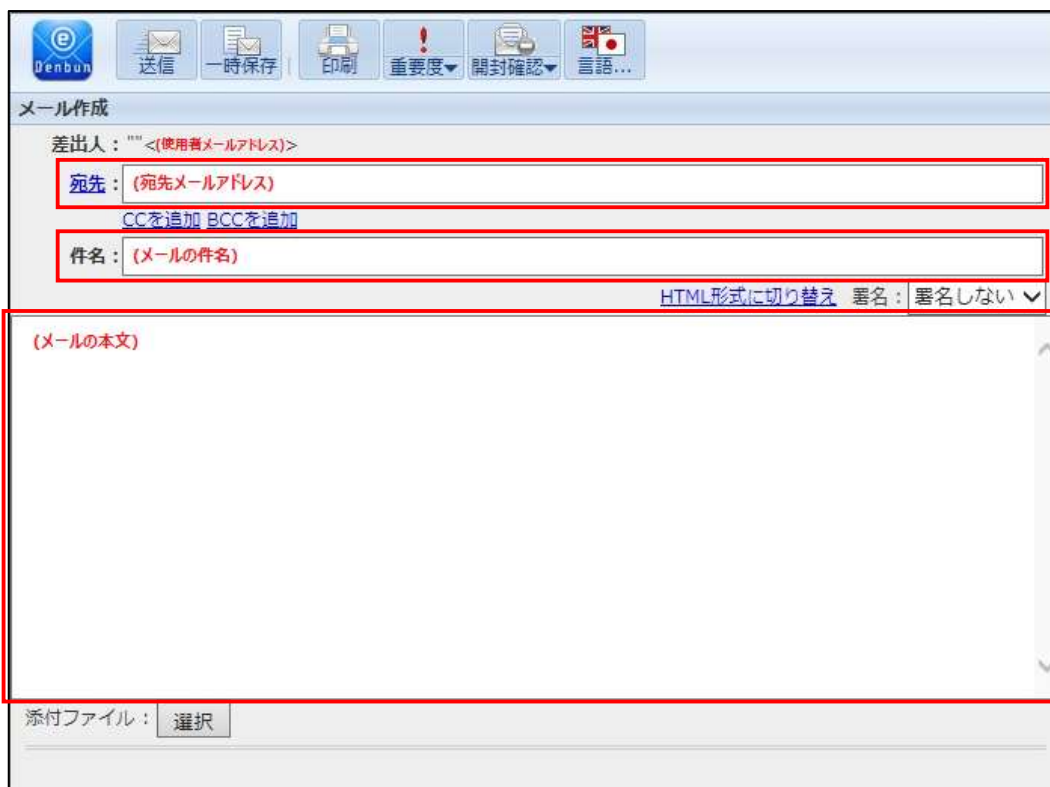 e
Denbun
送信 一時保存 印刷 重要度▼ 開封確認▼ 言語...
メール作成
差出人：""<(使用者メールアドレス)>
宛先：(宛先メールアドレス)
CCを追加 BCCを追加
件名：(メールの件名)
HTML形式に切り替え 署名：署名しない
(メールの本文)
添付ファイル：選択